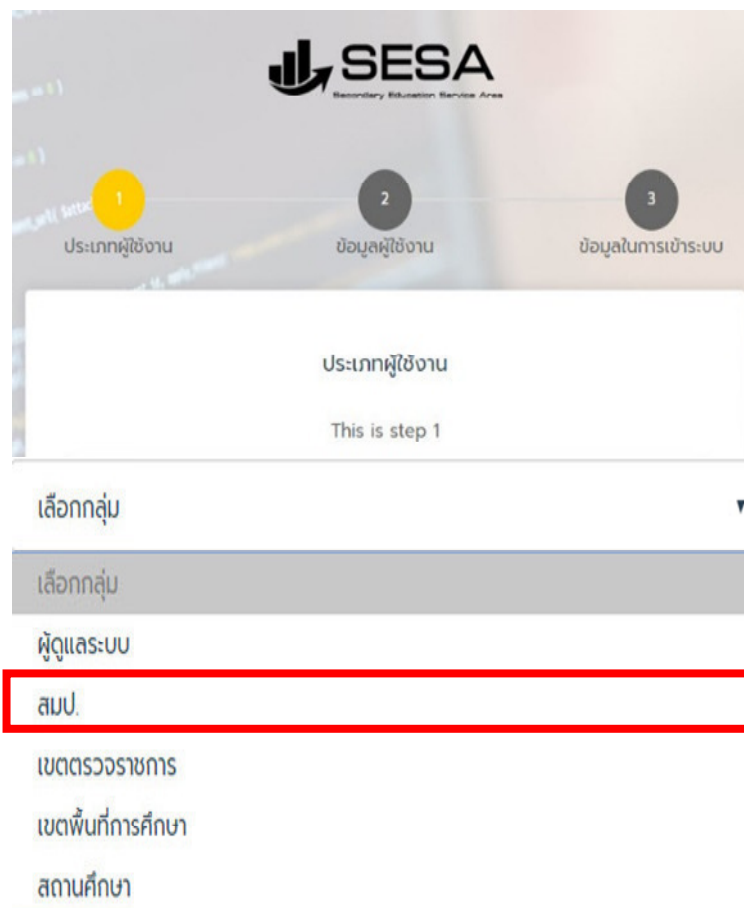 SESA
Secondary Education Service Area
1
2
3
ประเภทผู้ใช้งาน
ข้อมูลผู้ใช้งาน
ข้อมูลในการเข้าระบบ
ประเภทผู้ใช้งาน
This is step 1
เลือกกลุ่ม
เลือกกลุ่ม
ผู้ดูแลระบบ
สมป.
เขตตรวจราชการ
เขตพื้นที่การศึกษา
สถานศึกษา